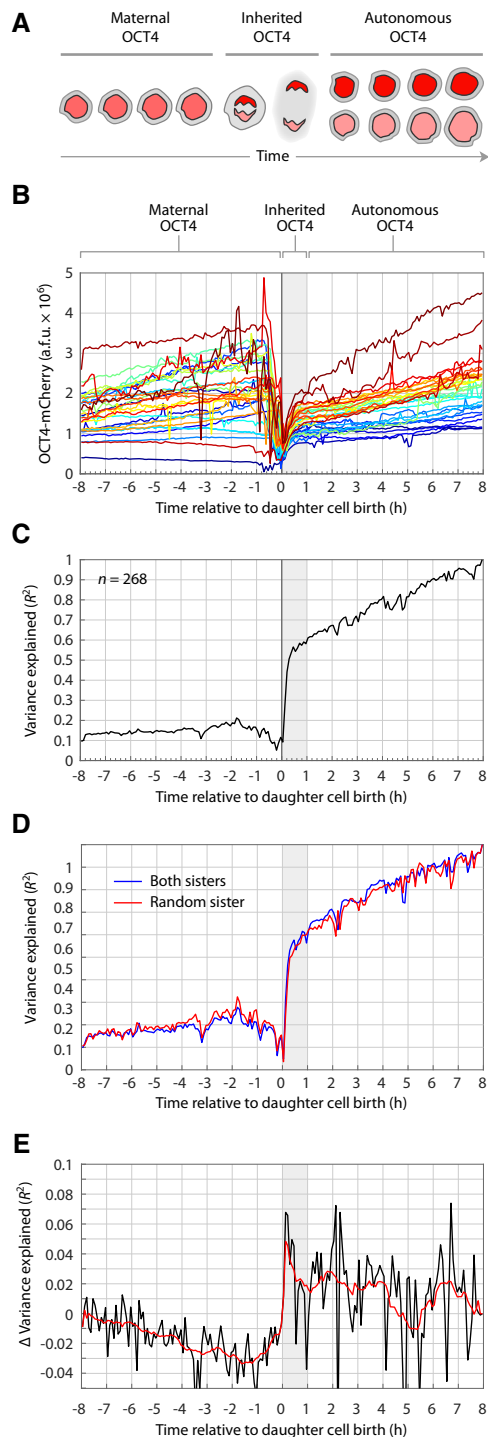 A
Maternal OCT4
Inherited OCT4
Autonomous OCT4
Time
B
Maternal OCT4
Inherited OCT4
Autonomous OCT4
OCT4-mCherry (a.f.u. × 10⁶)
5
4
3
2
1
0
-8 -7 -6 -5 -4 -3 -2 -1 0 1 2 3 4 5 6 7 8
Time relative to daughter cell birth (h)
C
n = 268
Variance explained (R²)
1
0.9
0.8
0.7
0.6
0.5
0.4
0.3
0.2
0.1
0
-8 -7 -6 -5 -4 -3 -2 -1 0 1 2 3 4 5 6 7 8
Time relative to daughter cell birth (h)
D
Both sisters
Random sister
Variance explained (R²)
1
0.9
0.8
0.7
0.6
0.5
0.4
0.3
0.2
0.1
0
-8 -7 -6 -5 -4 -3 -2 -1 0 1 2 3 4 5 6 7 8
Time relative to daughter cell birth (h)
E
Δ Variance explained (R²)
0.1
0.08
0.06
0.04
0.02
0
-0.02
-0.04
-8 -7 -6 -5 -4 -3 -2 -1 0 1 2 3 4 5 6 7 8
Time relative to daughter cell birth (h)